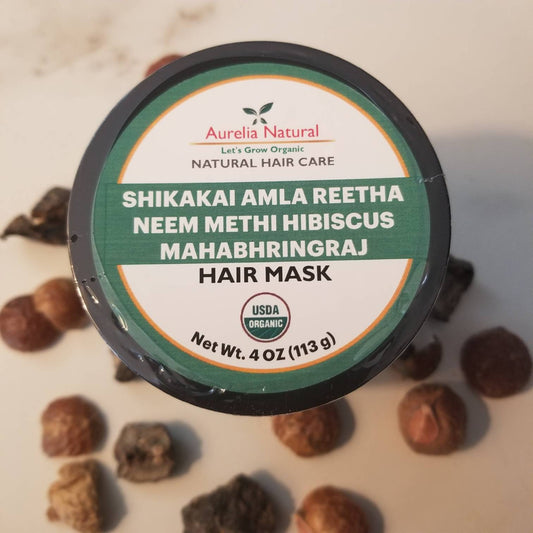 Aurelia Natural
Let's Grow Organic
NATURAL HAIR CARE
SHIKAKAI AMLA REETHA
NEEM METHI HIBISCUS
MAHABHRINGRAJ
HAIR MASK
USDA
ORGANIC
Net Wt. 4 OZ (113 g)